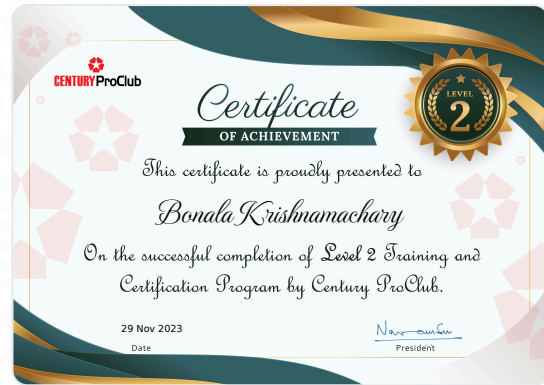 CENTURY ProClub
LEVEL
2
Certificate
OF ACHIEVEMENT
This certificate is proudly presented to
Bonala Krishnamachary
On the successful completion of Level 2 Training and
Certification Program by Century ProClub.
29 Nov 2023
Date
President